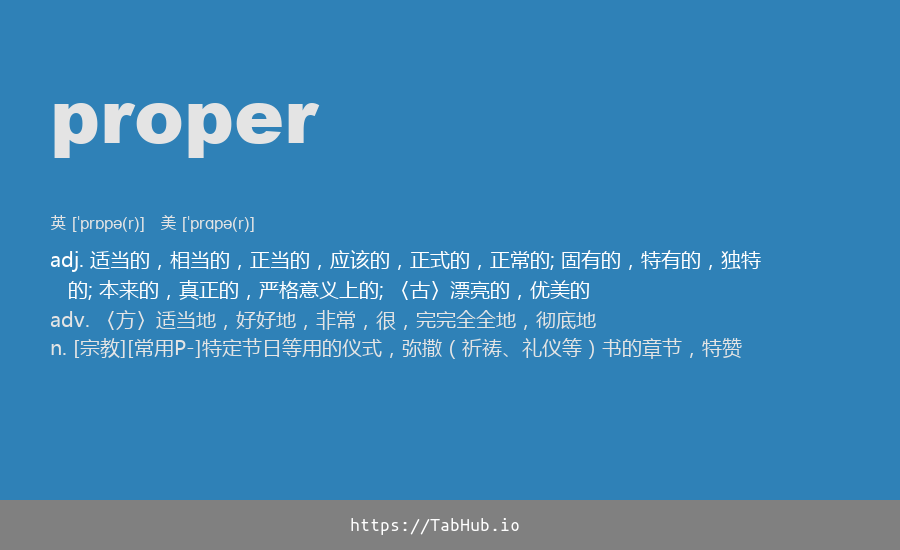 proper
英 ['prɒpə(r)] 美 ['prɑpə(r)]
adj. 适当的，相当的，正当的，应该的，正式的，正常的; 固有的，特有的，独特
的; 本来的，真正的，严格意义上的; 〈古〉漂亮的，优美的
adv. 〈方〉适当地，好好地，非常，很，完完全全地，彻底地
n. [宗教][常用P-]特定节日等用的仪式，弥撒（祈祷、礼仪等）书的章节，特赞
https://TabHub.io